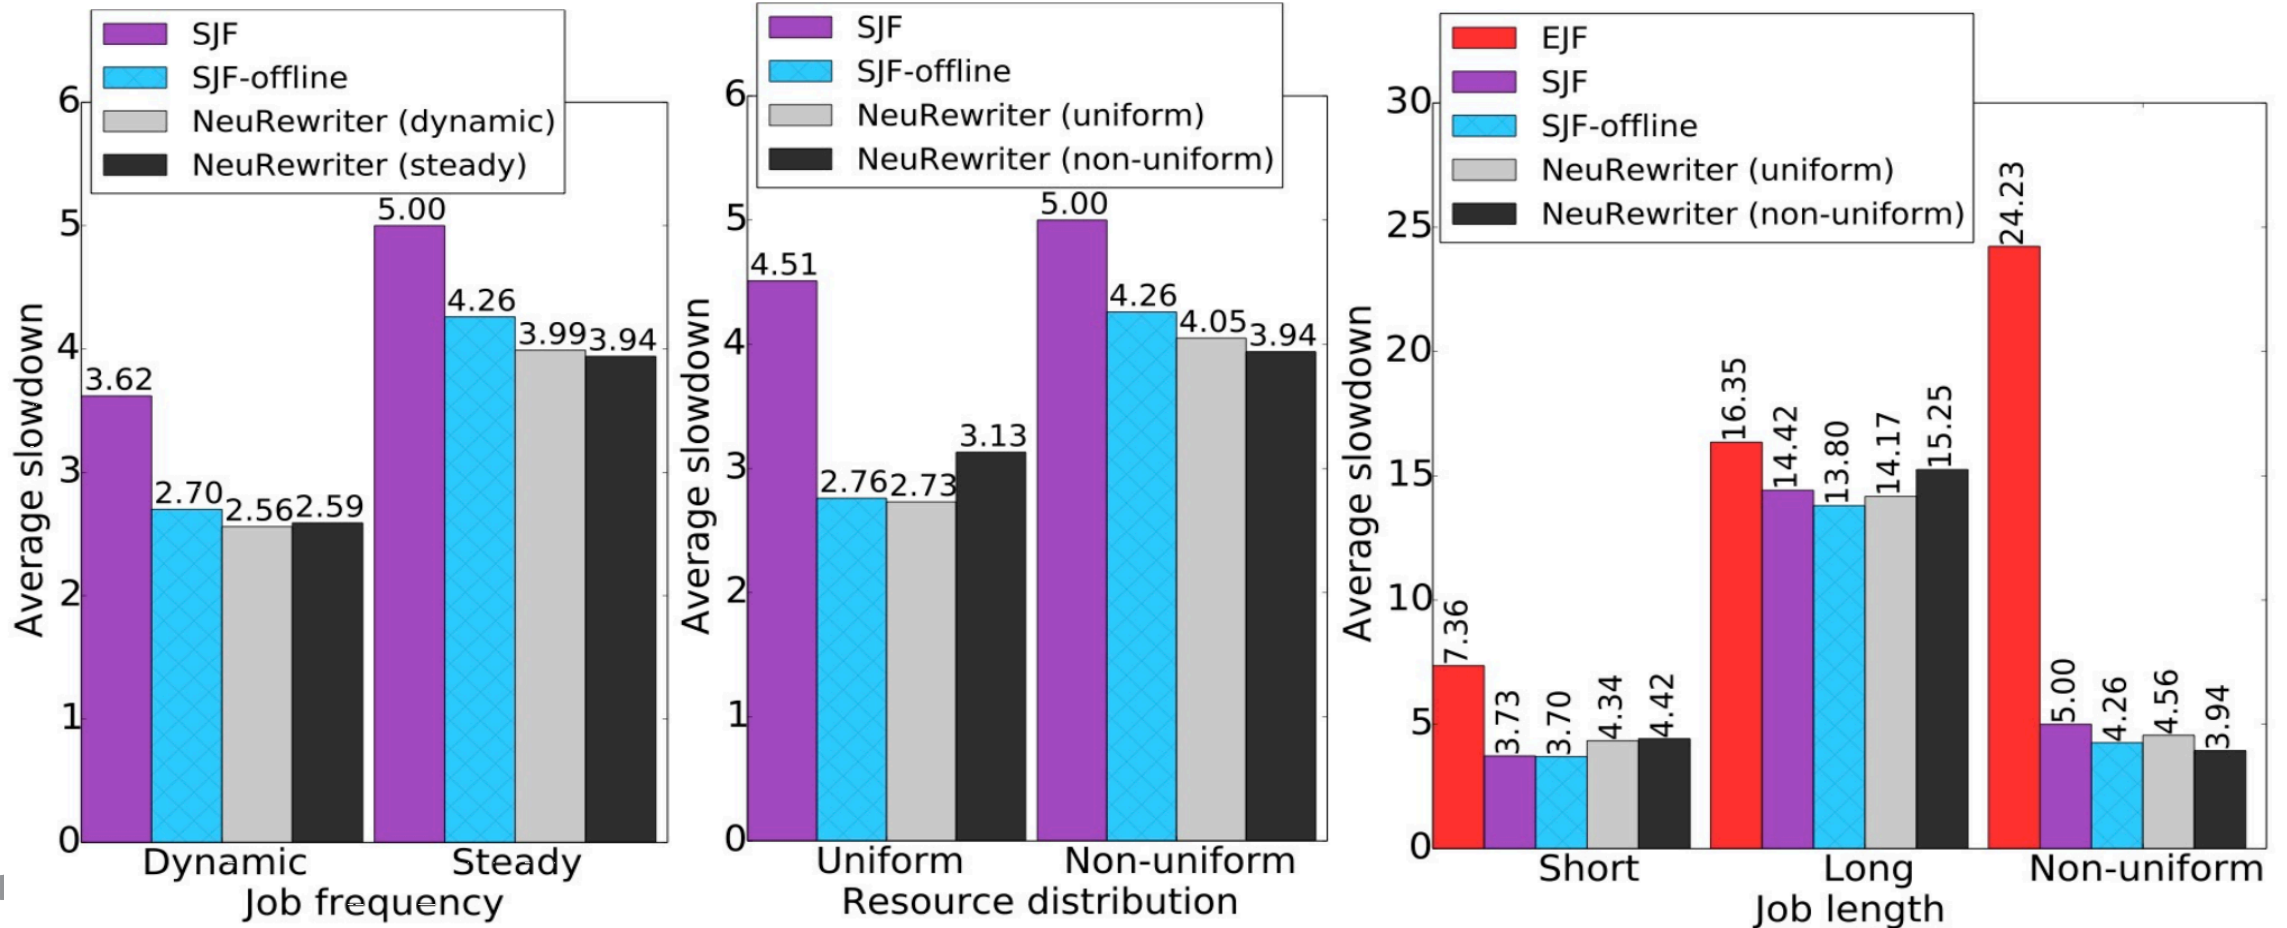 SJF
SJF-offline
NeuRewriter (dynamic)
NeuRewriter (steady)
6
5
4
3
2
1
0
Average slowdown
3.62
2.70
2.56
2.59
5.00
4.26
3.99
3.94
Dynamic
Steady
Job frequency
SJF
SJF-offline
NeuRewriter (uniform)
NeuRewriter (non-uniform)
6
5
4
3
2
1
0
Average slowdown
4.51
2.76
2.73
3.13
5.00
4.26
4.05
3.94
Uniform
Non-uniform
Resource distribution
EJF
SJF
SJF-offline
NeuRewriter (uniform)
NeuRewriter (non-uniform)
30
25
20
15
10
5
0
Average slowdown
7.36
3.73
3.70
4.34
4.42
16.35
14.42
13.80
14.17
15.25
24.23
5.00
4.26
4.56
3.94
Short
Long
Non-uniform
Job length